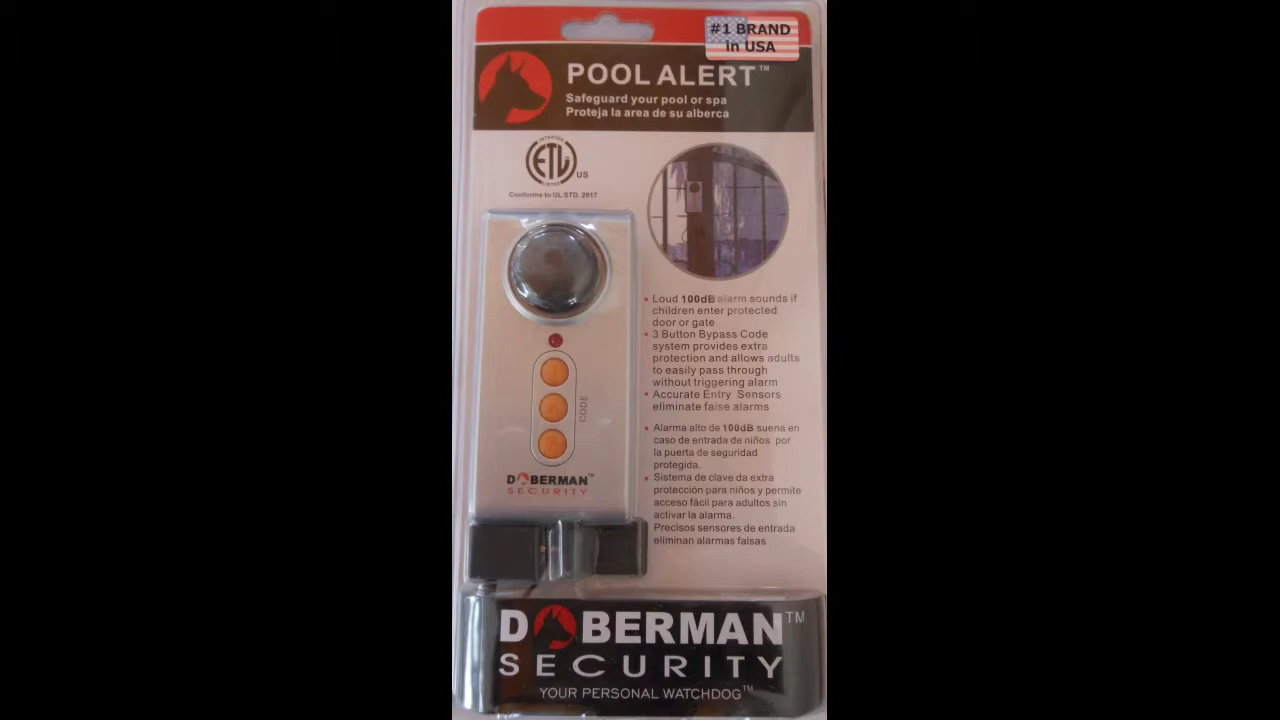 #1 BRAND
in USA
POOL ALERT™
Safeguard your pool or spa
Proteja la area de su alberca
INTERTEK
ETL
LISTED
US
Conforms to UL STD. 2017
• Loud 100dB alarm sounds if
children enter protected
door or gate
• 3 Button Bypass Code
system provides extra
protection and allows adults
to easily pass through
without triggering alarm
• Accurate Entry Sensors
eliminate false alarms
• Alarma alto de 100dB suena en
caso de entrada de niños por
la puerta de seguridad
protegida.
• Sistema de clave da extra
protección para niños y permite
acceso fácil para adultos sin
activar la alarma.
Precisos sensores de entrada
eliminan alarmas falsas
CODE
DOBERMAN™
SECURITY
DOBERMAN™
SECURITY
YOUR PERSONAL WATCHDOG™